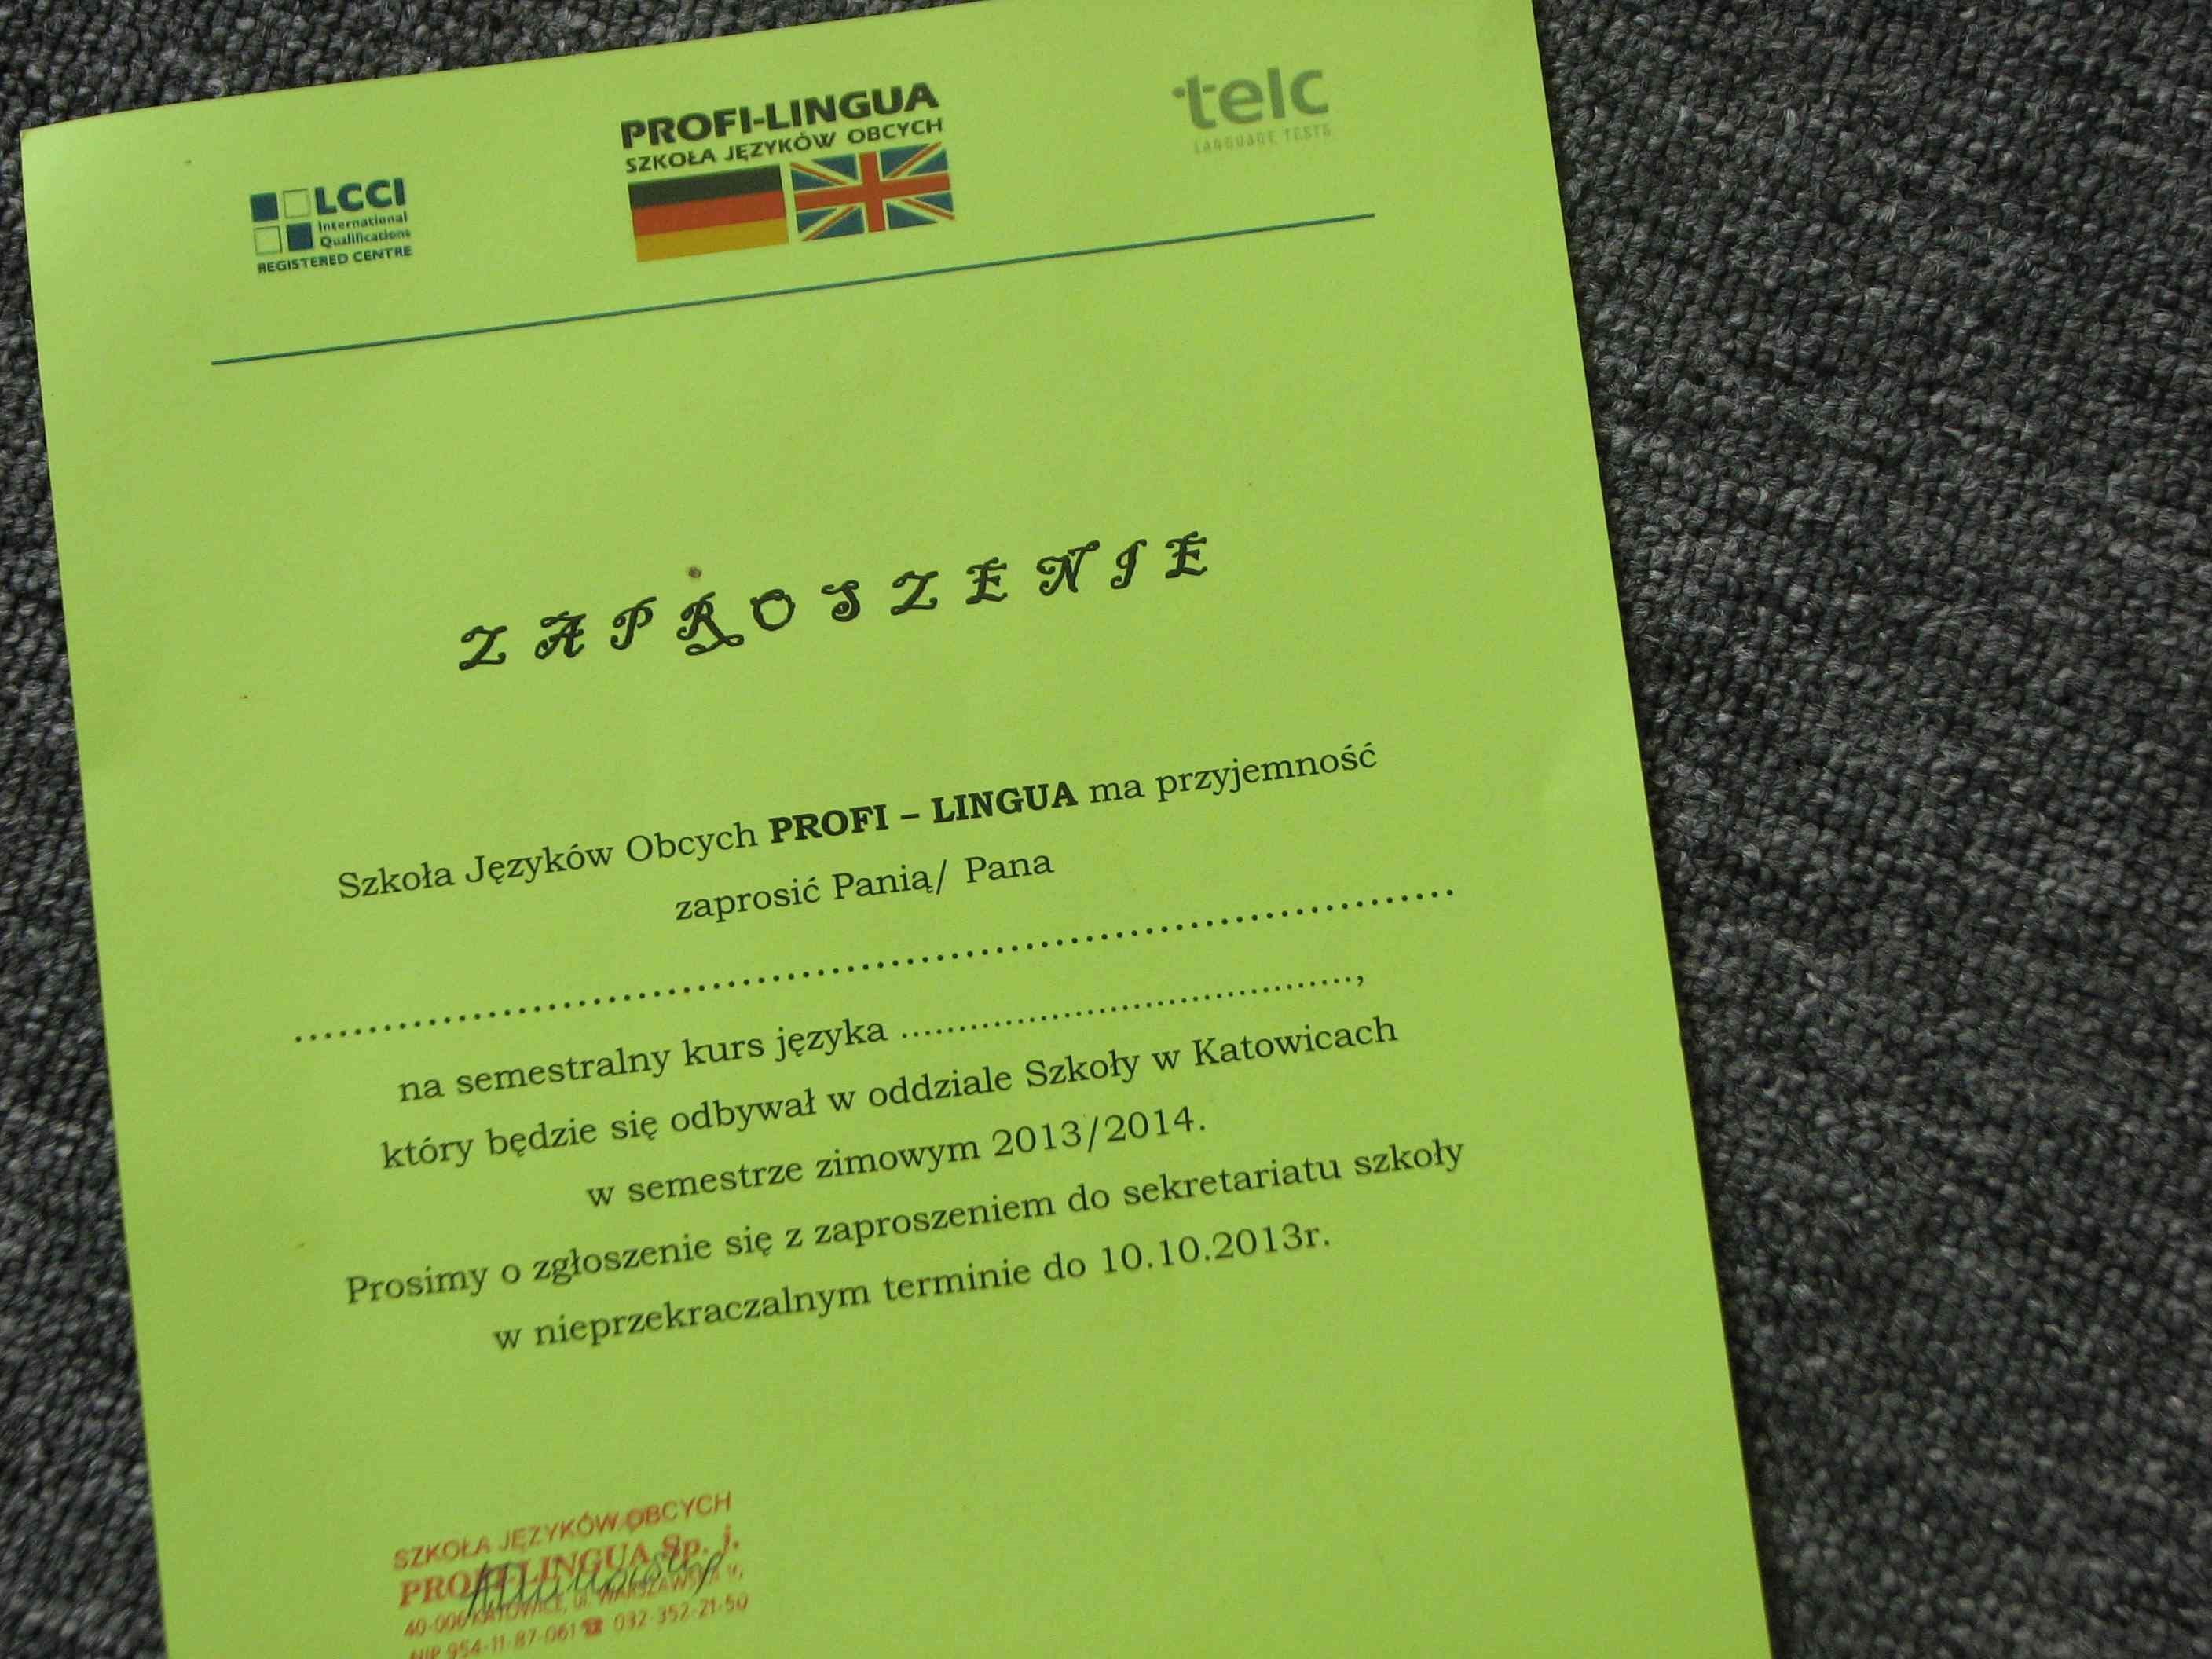 LCCI
International
Qualifications
REGISTERED CENTRE
PROFI-LINGUA
SZKOŁA JĘZYKÓW OBCYCH
telc
LANGUAGE TESTS
ZAPROSZENIE
Szkoła Języków Obcych PROFI – LINGUA ma przyjemność
zaprosić Panią/ Pana
................................................................................
na semestralny kurs języka ........................................,
który będzie się odbywał w oddziale Szkoły w Katowicach
w semestrze zimowym 2013/2014.
Prosimy o zgłoszenie się z zaproszeniem do sekretariatu szkoły
w nieprzekraczalnym terminie do 10.10.2013r.
SZKOŁA JĘZYKÓW OBCYCH
PROFI-LINGUA Sp. j.
40-006 KATOWICE, ul. WARSZAWSKA
NIP 954-11-87-061 ☎ 032-352-21-50